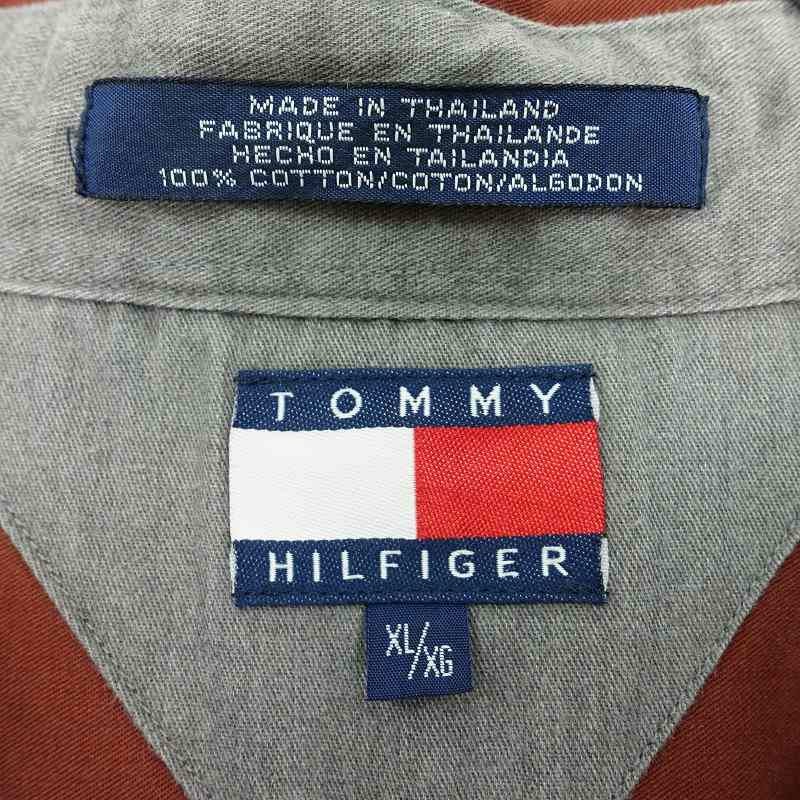 MADE IN THAILAND
FABRIQUE EN THAILANDE
HECHO EN TAILANDIA
100% COTTON/COTON/ALGODON
TOMMY
HILFIGER
XL/XG